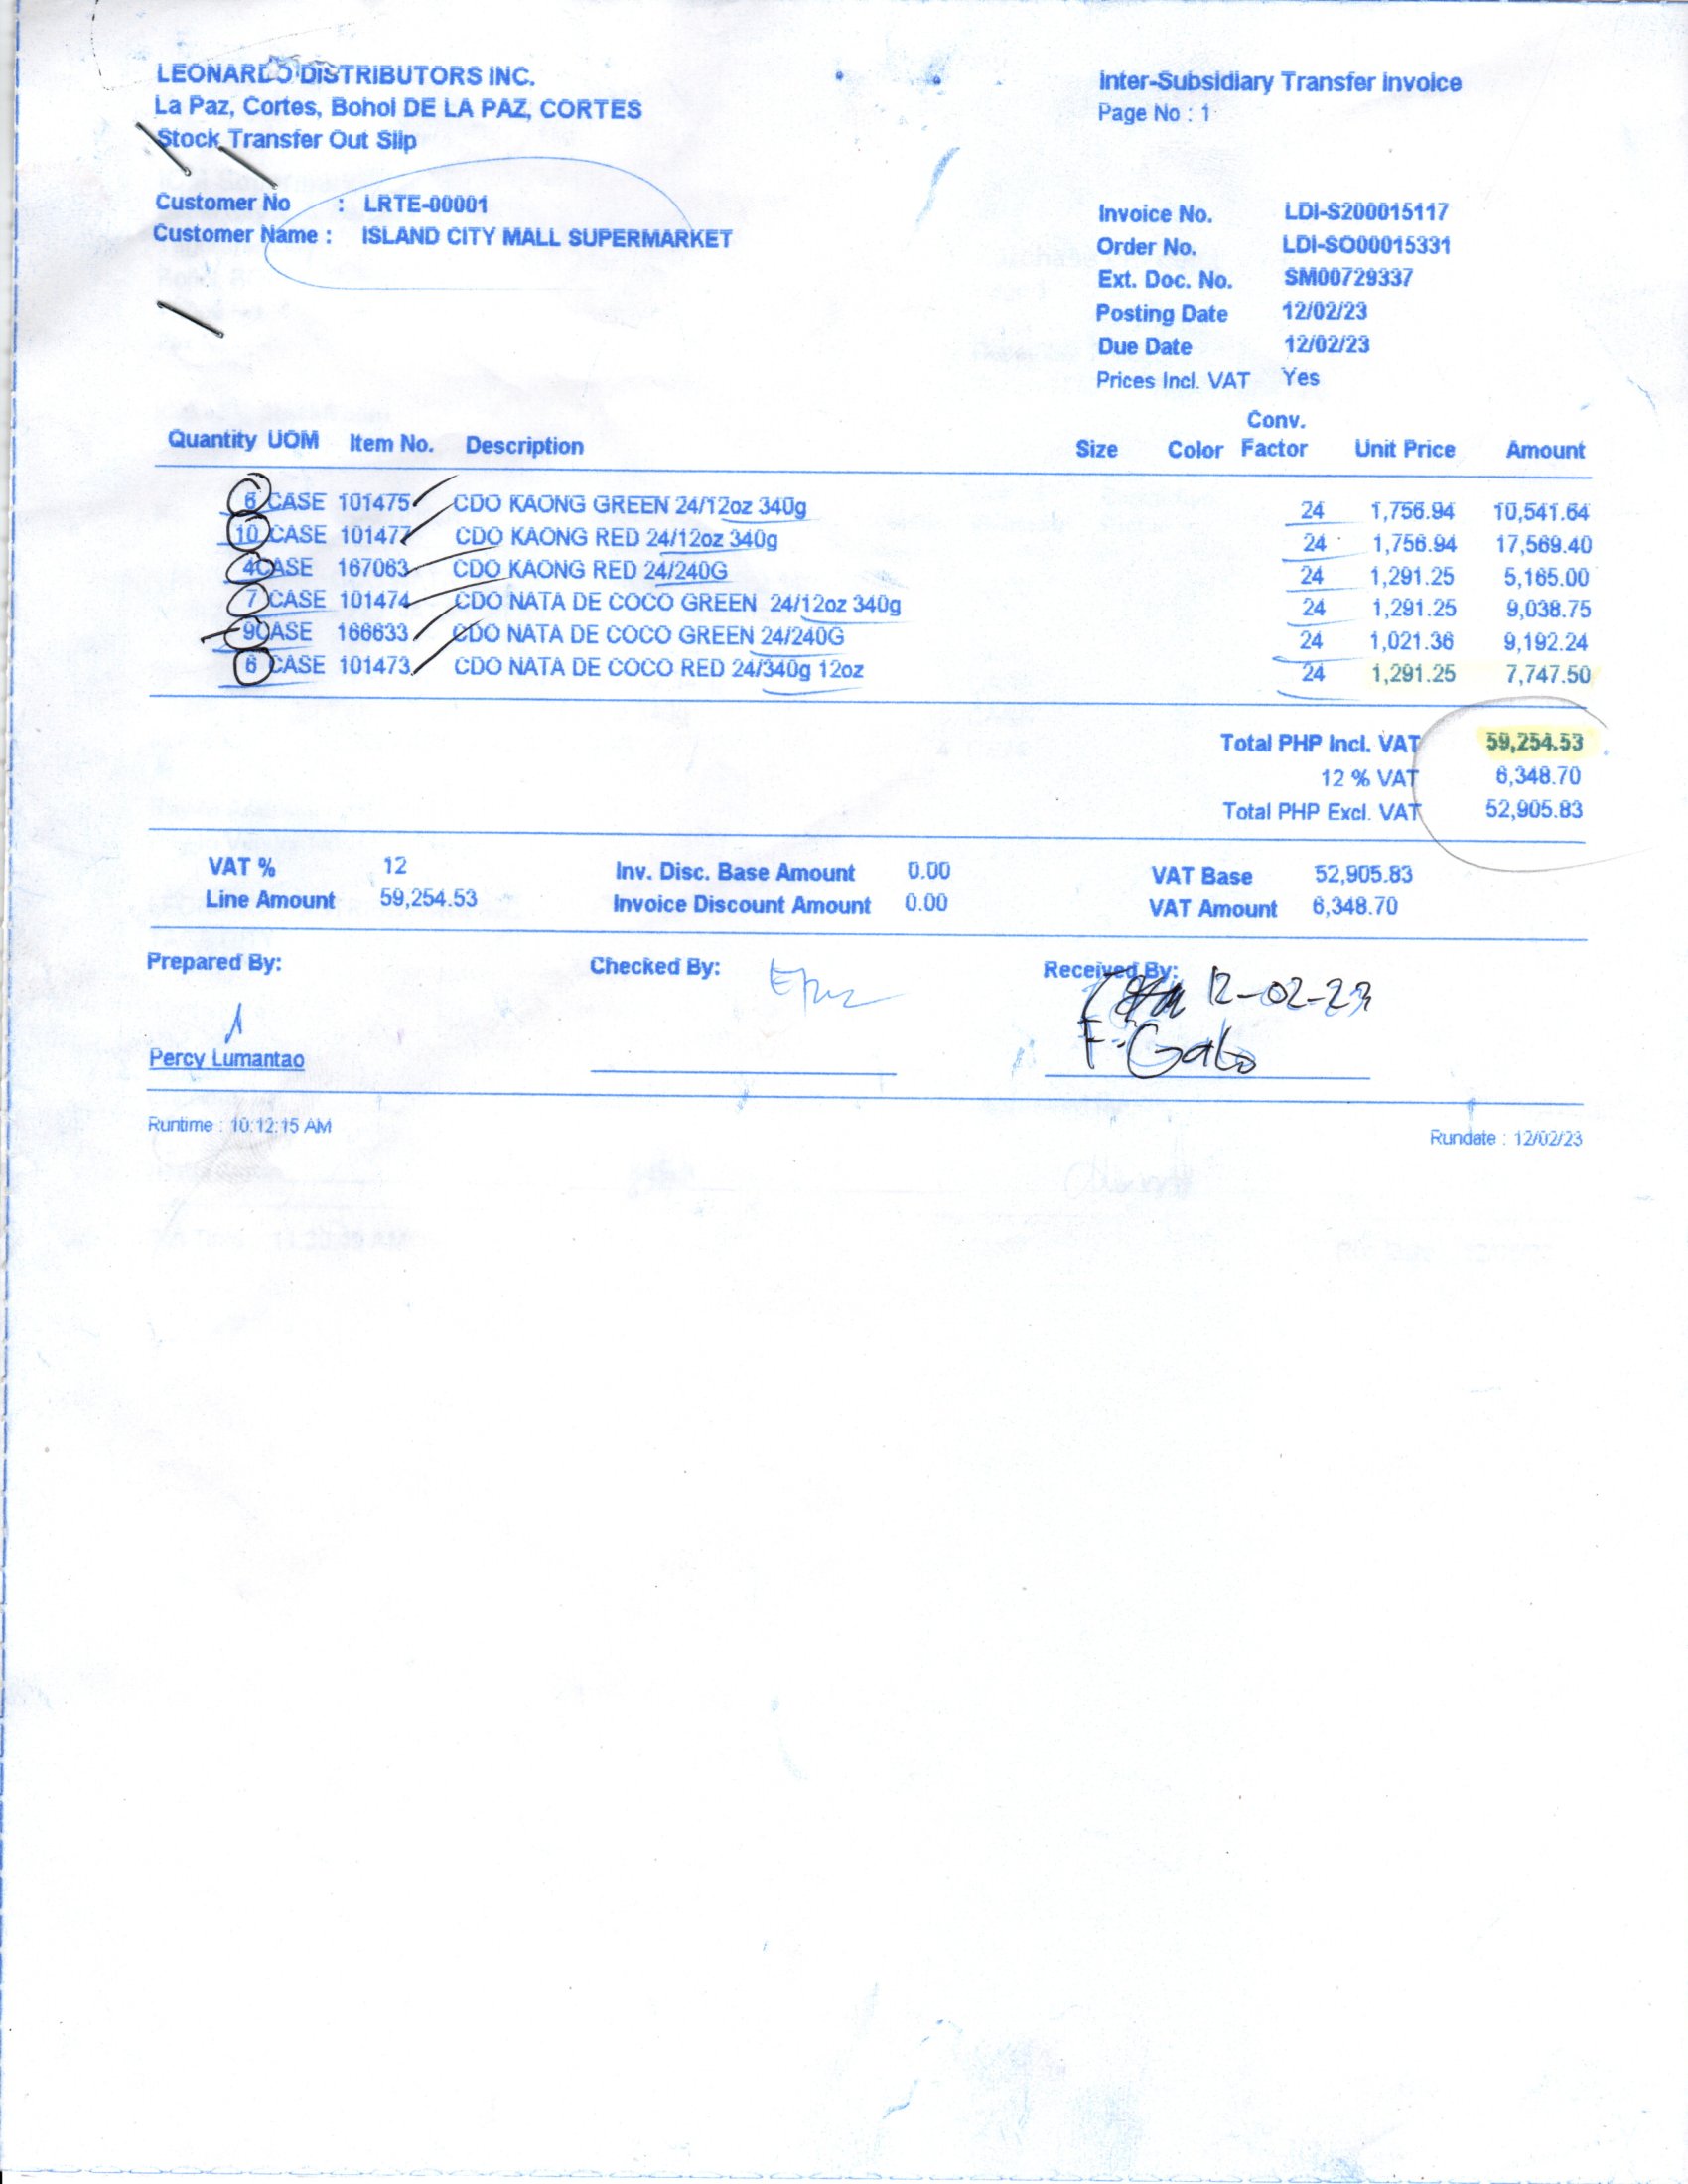 LEONARDO DISTRIBUTORS INC.
La Paz, Cortes, Bohol DE LA PAZ, CORTES
Stock Transfer Out Slip
Inter-Subsidiary Transfer Invoice
Page No : 1
Customer No : LRTE-00001
Customer Name : ISLAND CITY MALL SUPERMARKET
Invoice No. LDI-S200015117
Order No. LDI-SO00015331
Ext. Doc. No. SM00729337
Posting Date 12/02/23
Due Date 12/02/23
Prices Incl. VAT Yes
Quantity UOM Item No. Description Size Color Conv. Factor Unit Price Amount
6 CASE 101475 CDO KAONG GREEN 24/12oz 340g 24 1,756.94 10,541.64
10 CASE 101477 CDO KAONG RED 24/12oz 340g 24 1,756.94 17,569.40
4 CASE 167063 CDO KAONG RED 24/240G 24 1,291.25 5,165.00
7 CASE 101474 CDO NATA DE COCO GREEN 24/12oz 340g 24 1,291.25 9,038.75
9 CASE 166633 CDO NATA DE COCO GREEN 24/240G 24 1,021.36 9,192.24
6 CASE 101473 CDO NATA DE COCO RED 24/340g 12oz 24 1,291.25 7,747.50
Total PHP Incl. VAT 59,254.53
12 % VAT 6,348.70
Total PHP Excl. VAT 52,905.83
VAT % 12 Inv. Disc. Base Amount 0.00 VAT Base 52,905.83
Line Amount 59,254.53 Invoice Discount Amount 0.00 VAT Amount 6,348.70
Prepared By: Checked By: Received By:
12-02-23
F. Galo
Percy Lumantao
Runtime : 10:12:15 AM
Rundate : 12/02/23